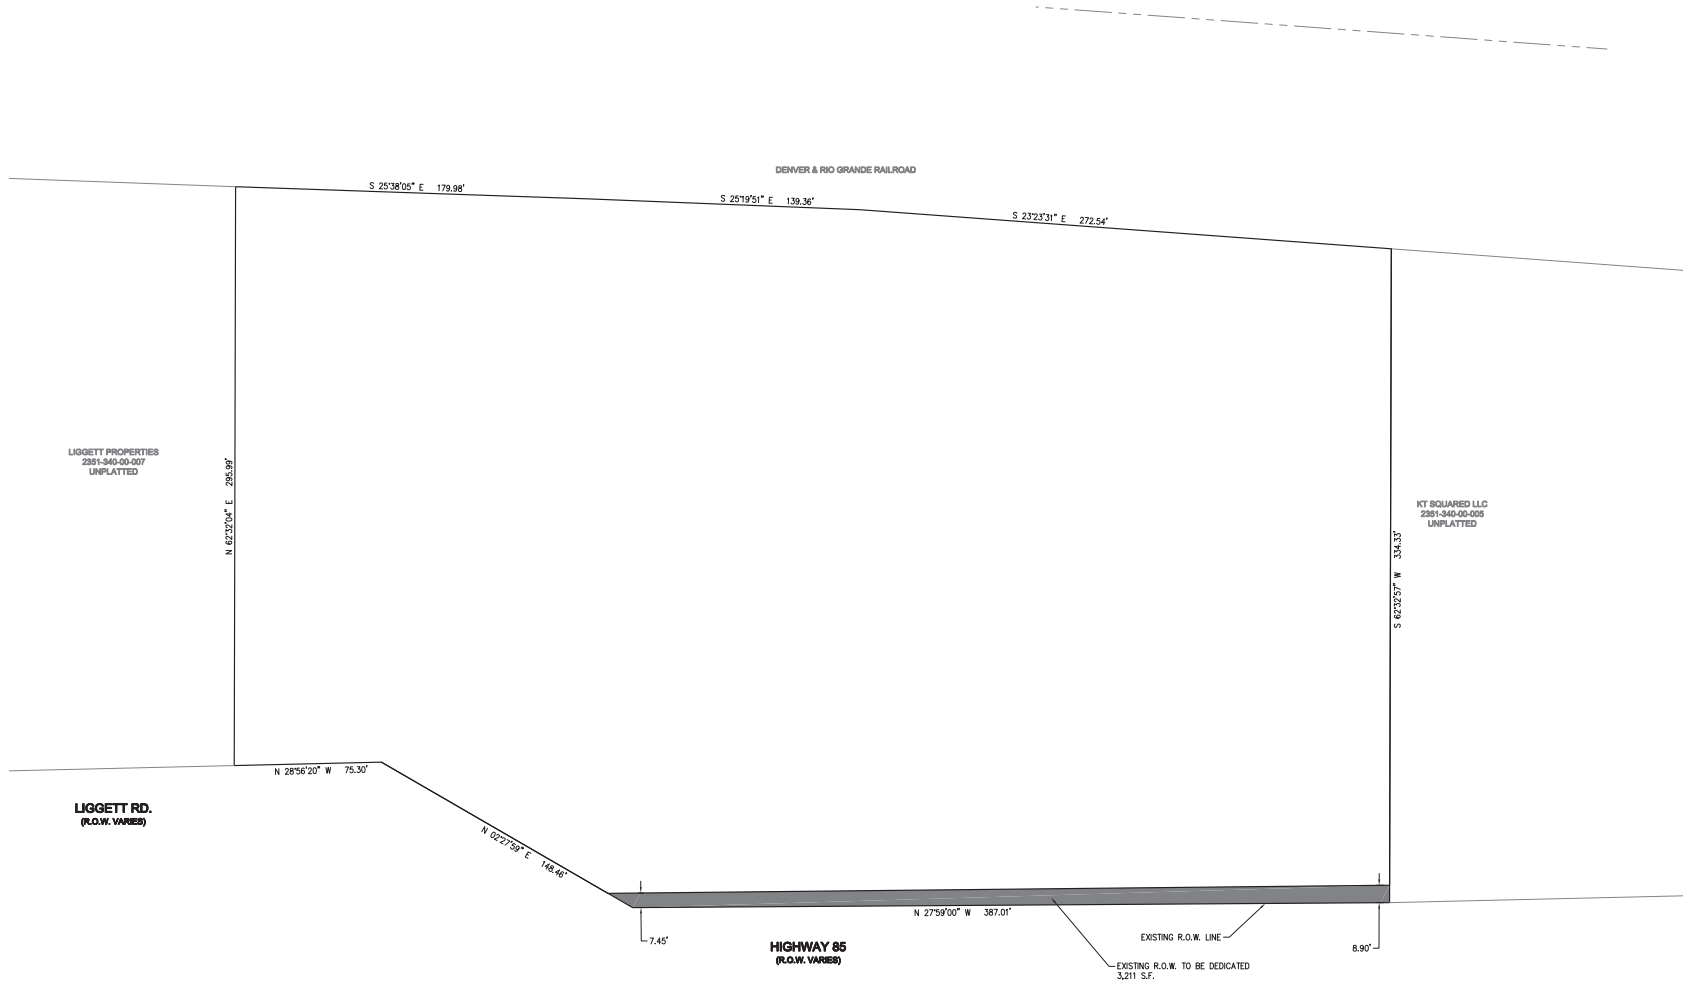 DENVER & RIO GRANDE RAILROAD
S 25°38'05" E 179.98'
S 25°19'51" E 139.36'
S 23°23'31" E 272.54'
LIGGETT PROPERTIES
2351-340-00-007
UNPLATTED
N 62°32'04" E 295.99'
KT SQUARED LLC
2351-340-00-005
UNPLATTED
S 62°32'57" W 334.33'
N 28°56'20" W 75.30'
LIGGETT RD.
(R.O.W. VARIES)
N 02°27'59" E 148.46'
N 27°59'00" W 387.01'
7.45'
HIGHWAY 85
(R.O.W. VARIES)
EXISTING R.O.W. LINE
8.90'
EXISTING R.O.W. TO BE DEDICATED
3,211 S.F.